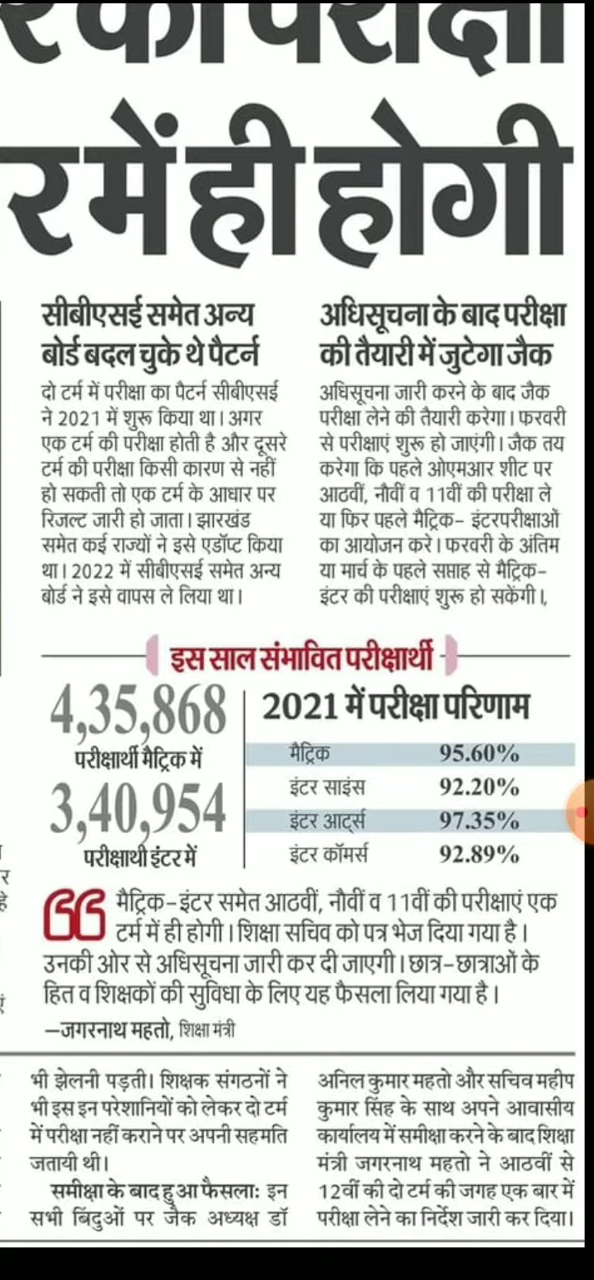 र में ही होगी
सीबीएसई समेत अन्य
बोर्ड बदल चुके थे पैटर्न
दो टर्म में परीक्षा का पैटर्न सीबीएसई
ने 2021 में शुरू किया था। अगर
एक टर्म की परीक्षा होती है और दूसरे
टर्म की परीक्षा किसी कारण से नहीं
हो सकती तो एक टर्म के आधार पर
रिजल्ट जारी हो जाता। झारखंड
समेत कई राज्यों ने इसे एडॉप्ट किया
था। 2022 में सीबीएसई समेत अन्य
बोर्ड ने इसे वापस ले लिया था।
अधिसूचना के बाद परीक्षा
की तैयारी में जुटेगा जैक
अधिसूचना जारी करने के बाद जैक
परीक्षा लेने की तैयारी करेगा। फरवरी
से परीक्षाएं शुरू हो जाएंगी। जैक तय
करेगा कि पहले ओएमआर शीट पर
आठवीं, नौवीं व 11वीं की परीक्षा ले
या फिर पहले मैट्रिक- इंटरपरीक्षाओं
का आयोजन करे। फरवरी के अंतिम
या मार्च के पहले सप्ताह से मैट्रिक-
इंटर की परीक्षाएं शुरू हो सकेंगी।,
इस साल संभावित परीक्षार्थी
4,35,868
परीक्षार्थी मैट्रिक में
3,40,954
परीक्षाथी इंटर में
2021 में परीक्षा परिणाम
मैट्रिक 95.60%
इंटर साइंस 92.20%
इंटर आर्ट्स 97.35%
इंटर कॉमर्स 92.89%
मैट्रिक-इंटर समेत आठवीं, नौवीं व 11वीं की परीक्षाएं एक
टर्म में ही होगी। शिक्षा सचिव को पत्र भेज दिया गया है।
उनकी ओर से अधिसूचना जारी कर दी जाएगी। छात्र-छात्राओं के
हित व शिक्षकों की सुविधा के लिए यह फैसला लिया गया है।
—जगरनाथ महतो, शिक्षा मंत्री
भी झेलनी पड़ती। शिक्षक संगठनों ने
भी इस इन परेशानियों को लेकर दो टर्म
में परीक्षा नहीं कराने पर अपनी सहमति
जतायी थी।
समीक्षा के बाद हुआ फैसला: इन
सभी बिंदुओं पर जैक अध्यक्ष डॉ
अनिल कुमार महतो और सचिव महीप
कुमार सिंह के साथ अपने आवासीय
कार्यालय में समीक्षा करने के बाद शिक्षा
मंत्री जगरनाथ महतो ने आठवीं से
12वीं की दो टर्म की जगह एक बार में
परीक्षा लेने का निर्देश जारी कर दिया।